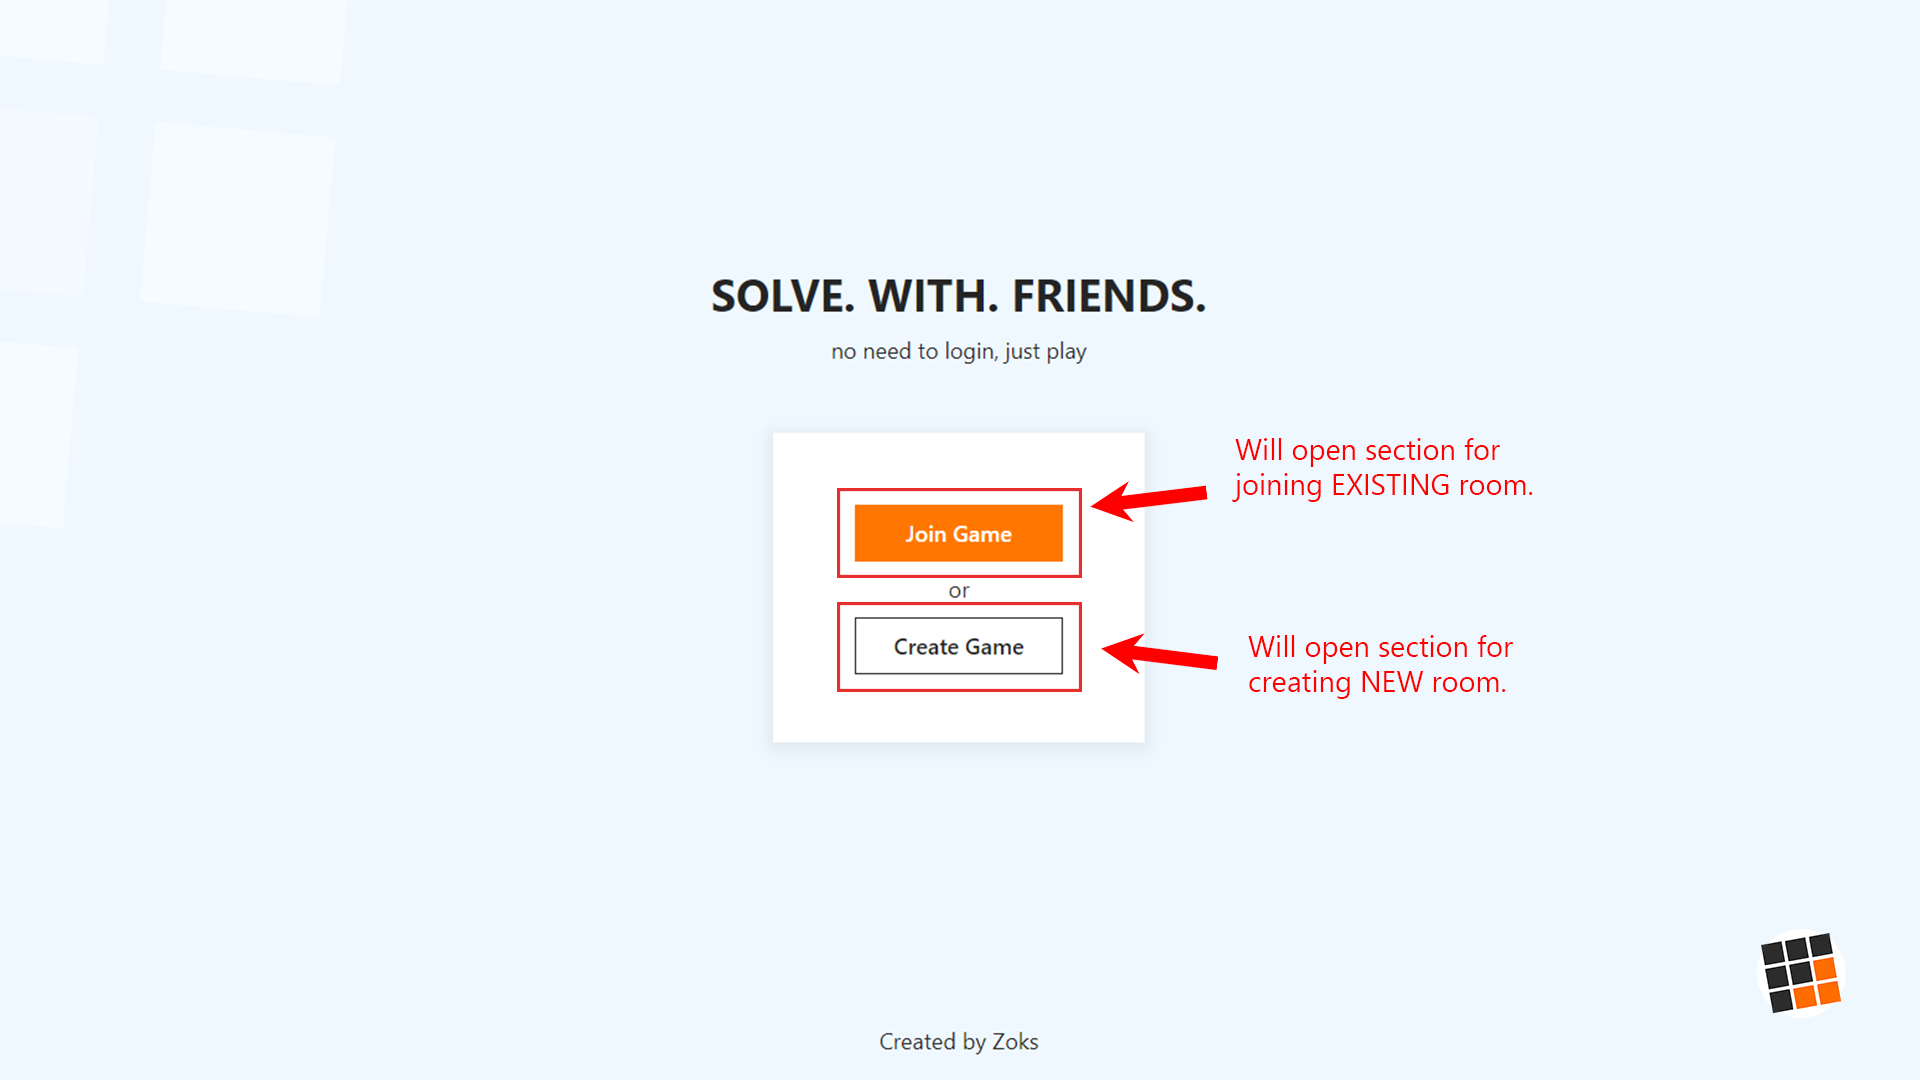 SOLVE. WITH. FRIENDS.
no need to login, just play
Will open section for
joining EXISTING room.
Join Game
or
Create Game
Will open section for
creating NEW room.
Created by Zoks